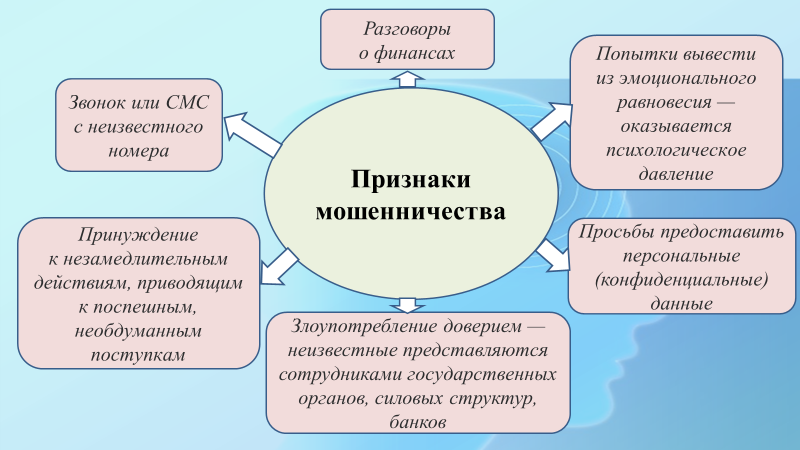 Разговоры
о финансах
Звонок или СМС
с неизвестного
номера
Попытки вывести
из эмоционального
равновесия —
оказывается
психологическое
давление
Признаки
мошенничества
Принуждение
к незамедлительным
действиям, приводящим
к поспешным,
необдуманным
поступкам
Просьбы предоставить
персональные
(конфиденциальные)
данные
Злоупотребление доверием —
неизвестные представляются
сотрудниками государственных
органов, силовых структур,
банков